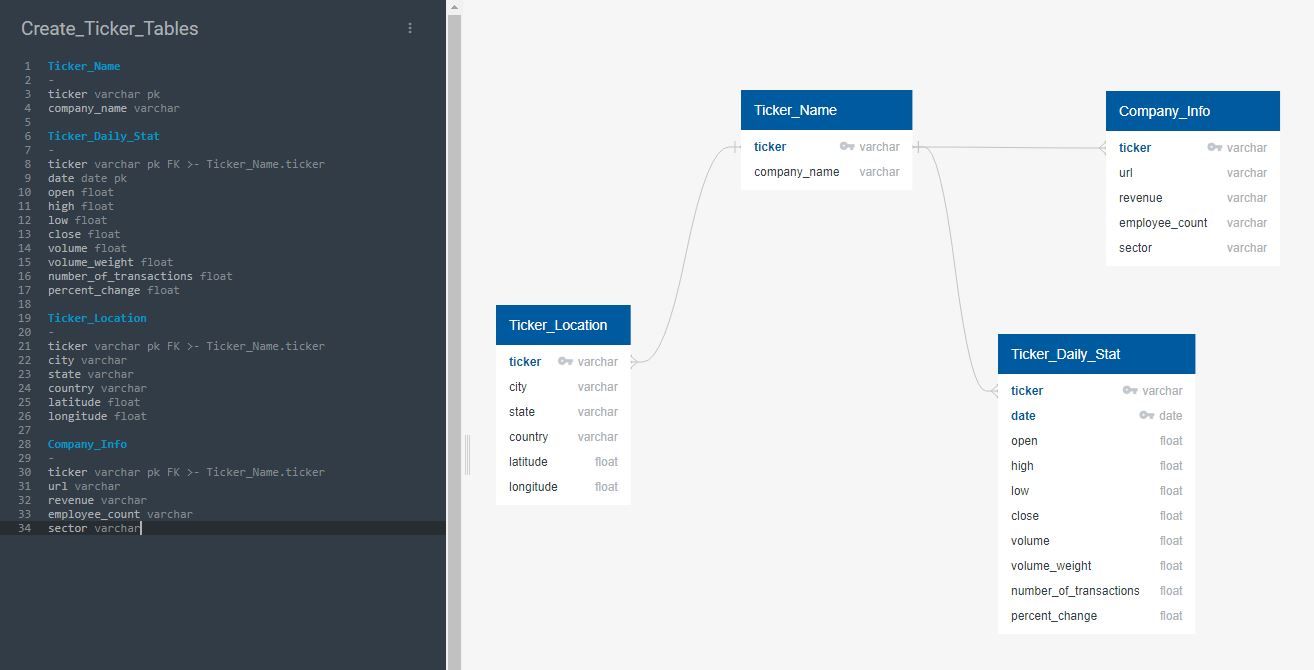 Create_Ticker_Tables
1 Ticker_Name
2 -
3 ticker varchar pk
4 company_name varchar
5
6 Ticker_Daily_Stat
7 -
8 ticker varchar pk FK >- Ticker_Name.ticker
9 date date pk
10 open float
11 high float
12 low float
13 close float
14 volume float
15 volume_weight float
16 number_of_transactions float
17 percent_change float
18
19 Ticker_Location
20 -
21 ticker varchar pk FK >- Ticker_Name.ticker
22 city varchar
23 state varchar
24 country varchar
25 latitude float
26 longitude float
27
28 Company_Info
29 -
30 ticker varchar pk FK >- Ticker_Name.ticker
31 url varchar
32 revenue varchar
33 employee_count varchar
34 sector varchar
Ticker_Name
ticker varchar
company_name varchar
Company_Info
ticker varchar
url varchar
revenue varchar
employee_count varchar
sector varchar
Ticker_Location
ticker varchar
city varchar
state varchar
country varchar
latitude float
longitude float
Ticker_Daily_Stat
ticker varchar
date date
open float
high float
low float
close float
volume float
volume_weight float
number_of_transactions float
percent_change float